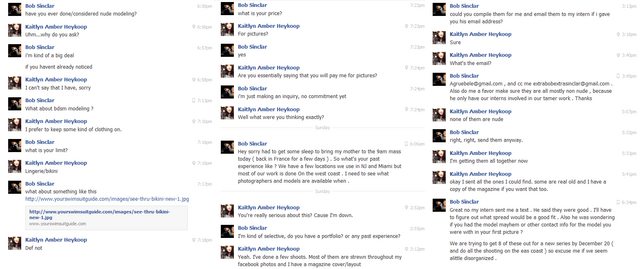 Bob Sinclar
have you ever done/considered nude modeling?
Kaitlyn Amber Heykoop
Uhm...why do you ask?
Bob Sinclar
i'm kind of a big deal
if you havent already noticed
Kaitlyn Amber Heykoop
I can't say that I have, sorry
Bob Sinclar
What about bdsm modeling ?
Kaitlyn Amber Heykoop
I prefer to keep some kind of clothing on.
Bob Sinclar
what is your limit?
Kaitlyn Amber Heykoop
Lingerie/bikini
Bob Sinclar
what about something like this
http://www.yourswimsuitguide.com/images/see-thru-bikini-new-1.jpg
http://www.yourswimsuitguide.com/images/see-thru-bikini-
new-1.jpg
www.yourswimsuitguide.com
Kaitlyn Amber Heykoop
Def not
Bob Sinclar
what is your price?
Kaitlyn Amber Heykoop
For pictures?
Bob Sinclar
yes
Kaitlyn Amber Heykoop
Are you essentially saying that you will pay me for pictures?
Bob Sinclar
i'm just making an inquiry, no commitment yet
Kaitlyn Amber Heykoop
Well what were you thinking exactly?
Sunday
Bob Sinclar
Hey sorry had to get some sleep to bring my mother to the 9am mass
today ( back in France for a few days ) . So what's your past
experience like ? We have a few locations we use in NJ and Miami but
most of our work is done On the west coast . I need to see what
photographers and models are available when .
Sunday
Kaitlyn Amber Heykoop
You're really serious about this? Cause I'm down.
Bob Sinclar
I'm kind of selective, do you have a portfolio? or any past experience?
Kaitlyn Amber Heykoop
Yeah. I've done a few shoots. Most of them are strewn throughout my
facebook photos and I have a magazine cover/layout
Bob Sinclar
could you compile them for me and email them to my intern if i gave
you his email address?
Kaitlyn Amber Heykoop
Sure
Kaitlyn Amber Heykoop
What's the email?
Bob Sinclar
Agruebele@gmail.com , and cc me extrabobextrasinclar@gmail.com .
Also do me a favor make sure they are all mostly non nude , because
he only have our interns involved in our tamer work . Thanks
Kaitlyn Amber Heykoop
none of them are nude
Bob Sinclar
right, right, send them anyway.
Kaitlyn Amber Heykoop
I'm getting them all together now
Kaitlyn Amber Heykoop
okay I sent all the ones I could find. some are real old and I have a
copy of the magazine if you want that too.
Bob Sinclar
Great no my intern sent me a text . He said they were good . I'll have
to figure out what spread would be a good fit . Also he was wondering
if you had the model mayhem or other contact info for the model you
were with in your first picture ?
We are trying to get 8 of these out for a new series by December 20 (
and do all the shooting on the eas coast ) so excuse me if we seem
alittle disorganized .